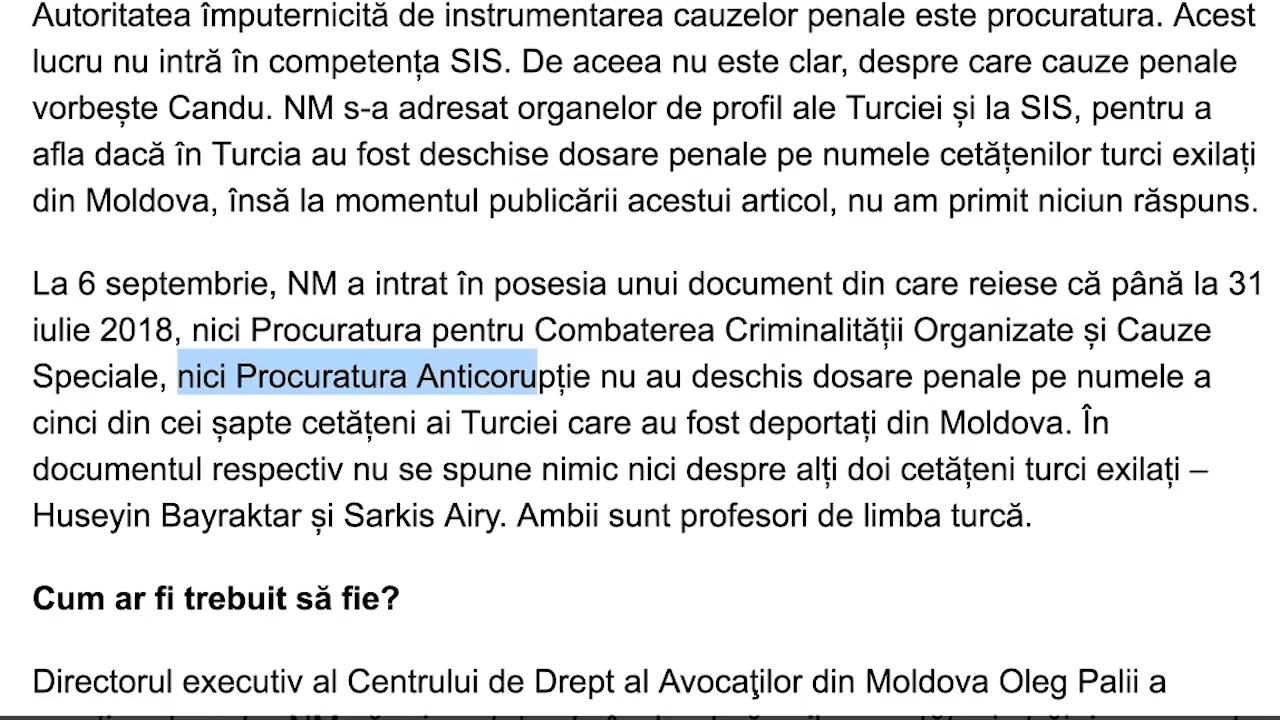 Autoritatea împuternicită de instrumentarea cauzelor penale este procuratura. Acest
lucru nu intră în competența SIS. De aceea nu este clar, despre care cauze penale
vorbește Candu. NM s-a adresat organelor de profil ale Turciei și la SIS, pentru a
afla dacă în Turcia au fost deschise dosare penale pe numele cetățenilor turci exilați
din Moldova, însă la momentul publicării acestui articol, nu am primit niciun răspuns.
La 6 septembrie, NM a intrat în posesia unui document din care reiese că până la 31
iulie 2018, nici Procuratura pentru Combaterea Criminalității Organizate și Cauze
Speciale, nici Procuratura Anticorupție nu au deschis dosare penale pe numele a
cinci din cei șapte cetățeni ai Turciei care au fost deportați din Moldova. În
documentul respectiv nu se spune nimic nici despre alți doi cetățeni turci exilați –
Huseyin Bayraktar și Sarkis Airy. Ambii sunt profesori de limba turcă.
Cum ar fi trebuit să fie?
Directorul executiv al Centrului de Drept al Avocaţilor din Moldova Oleg Palii a